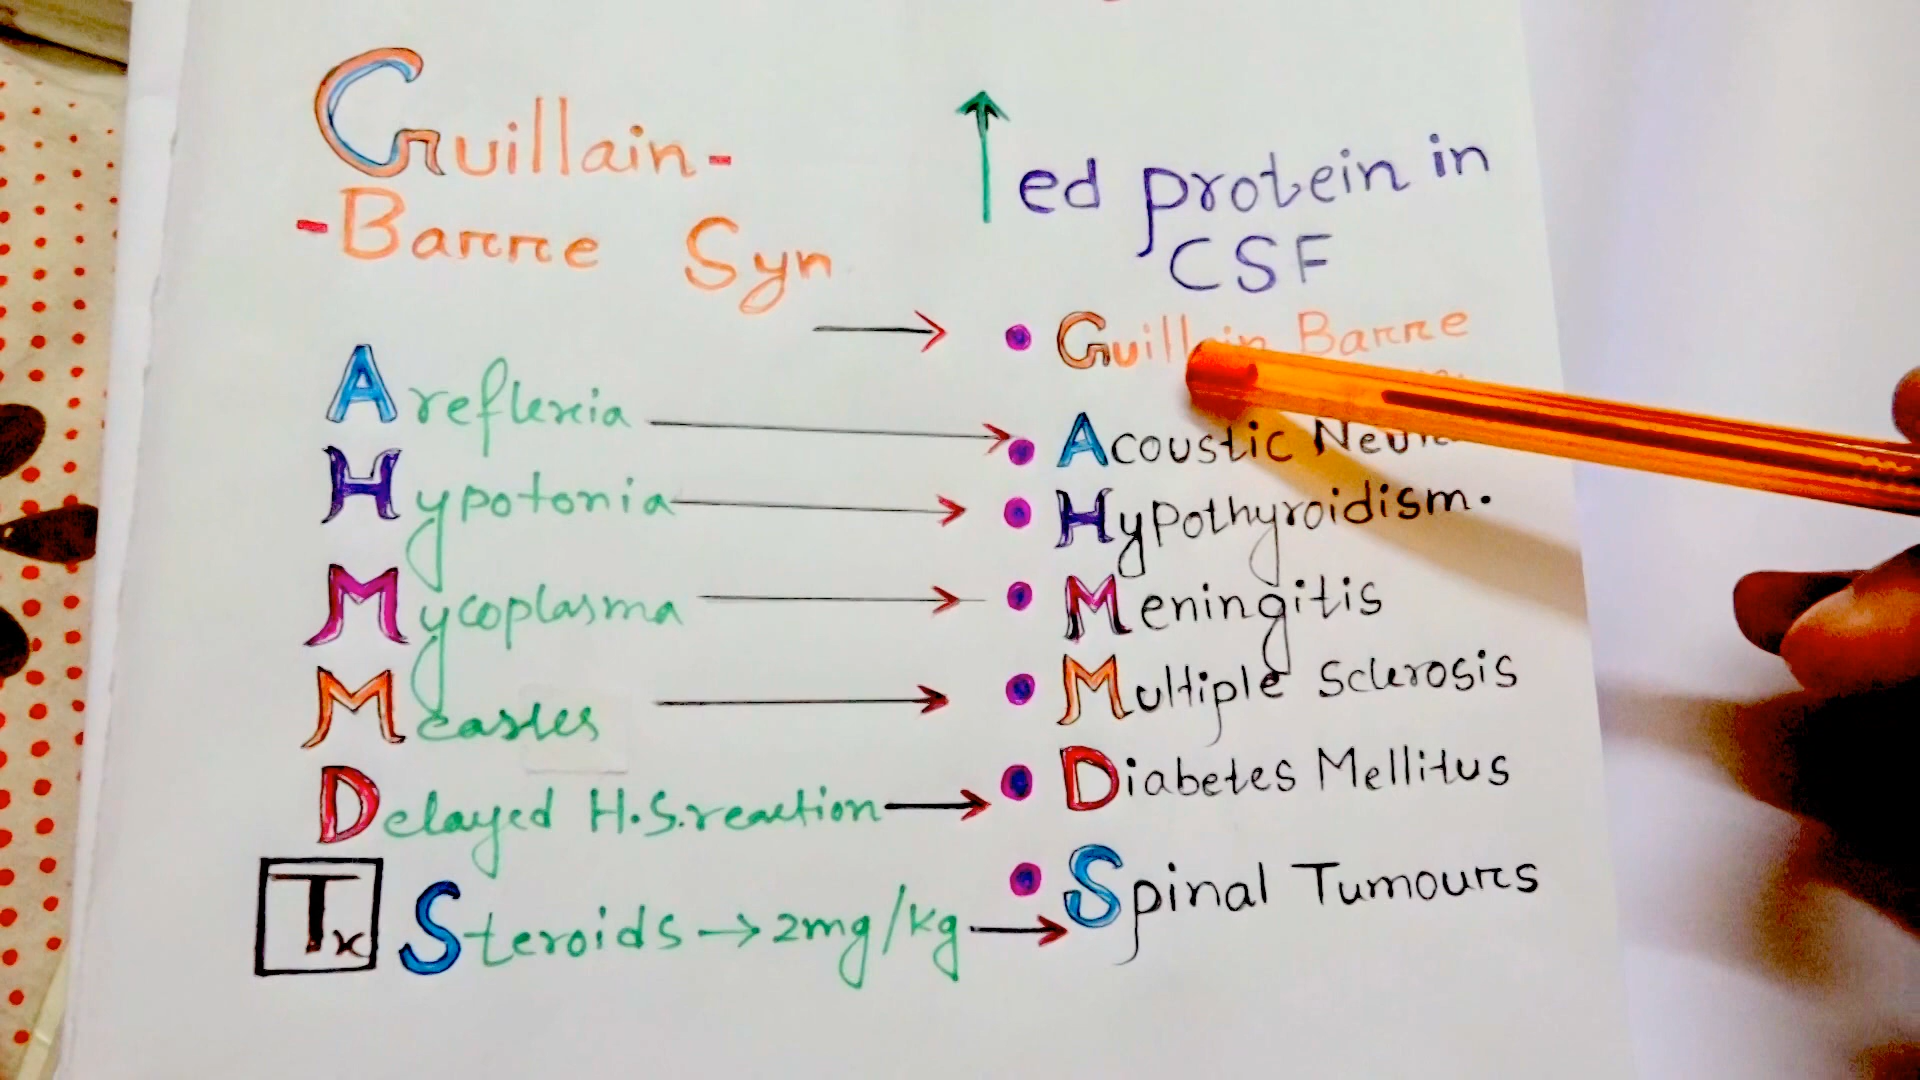 Guillain-
-Barre Syn
Areflexia
Hypotonia
Mycoplasma
Measles
Delayed H.S.reaction
Tx Steroids → 2mg/kg
↑ed protein in
CSF
• Guillain Barre
• Acoustic
• Hypothyroidism.
• Meningitis
• Multiple Sclerosis
• Diabetes Mellitus
• Spinal Tumours